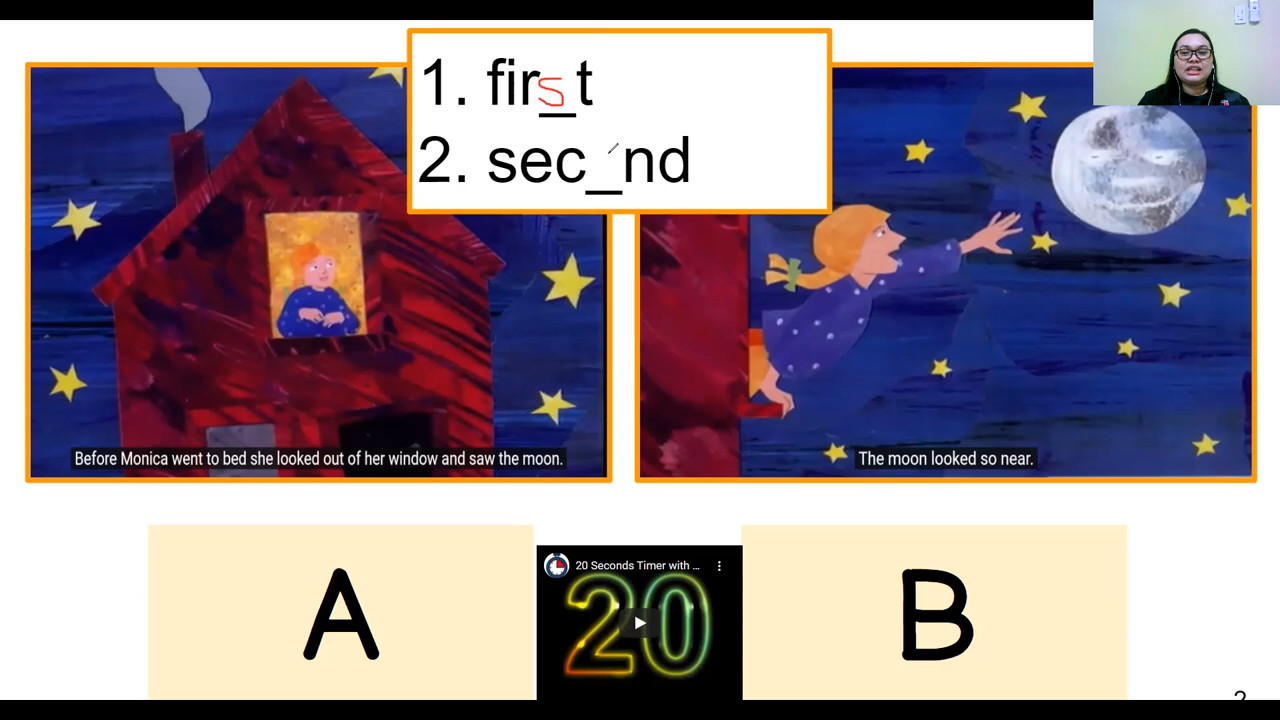 1. first
2. sec_nd
Before Monica went to bed she looked out of her window and saw the moon.
The moon looked so near.
A
20 Seconds Timer with ...
20
B